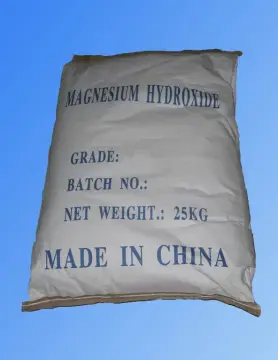 MAGNESIUM HYDROXIDE
GRADE:
BATCH NO.:
NET WEIGHT.: 25KG
MADE IN CHINA